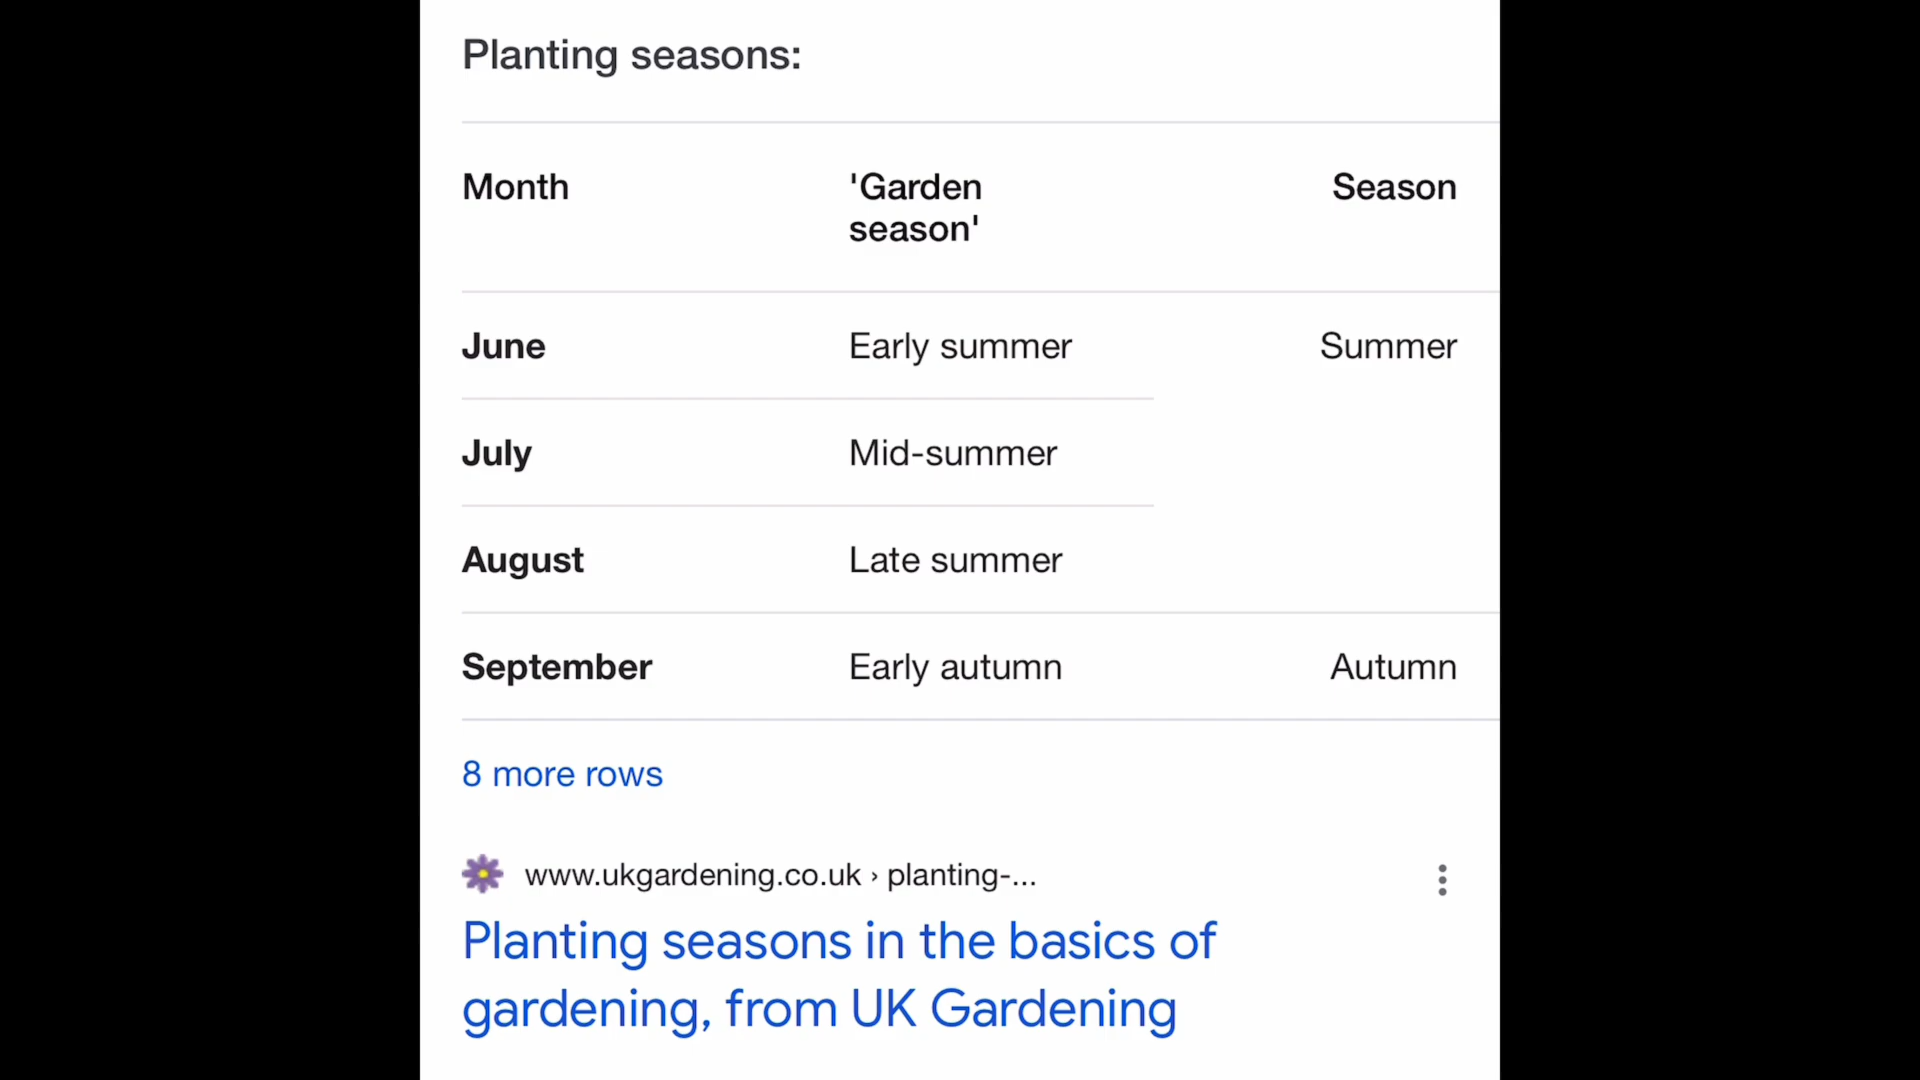 Planting seasons:
Month 'Garden Season
season'
June Early summer Summer
July Mid-summer
August Late summer
September Early autumn Autumn
8 more rows
www.ukgardening.co.uk › planting-...
Planting seasons in the basics of
gardening, from UK Gardening